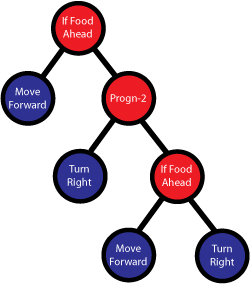 If Food
Ahead
Move
Forward
Progn-2
Turn
Right
If Food
Ahead
Move
Forward
Turn
Right